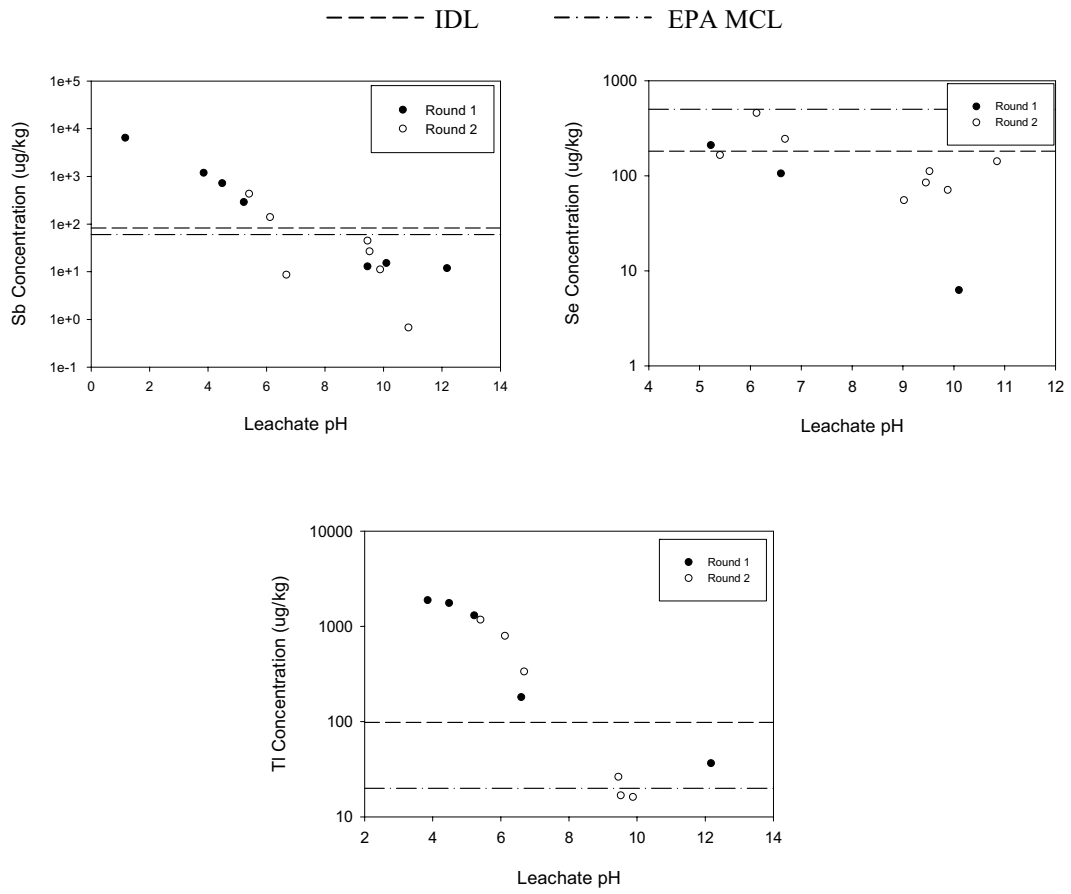 IDL EPA MCL
1e+5
1e+4
1e+3
1e+2
1e+1
1e+0
1e-1
Sb Concentration (ug/kg)
Round 1
Round 2
0 2 4 6 8 10 12 14
Leachate pH
1000
100
10
1
Se Concentration (ug/kg)
Round 1
Round 2
4 5 6 7 8 9 10 11 12
Leachate pH
10000
1000
100
10
Tl Concentration (ug/kg)
Round 1
Round 2
2 4 6 8 10 12 14
Leachate pH